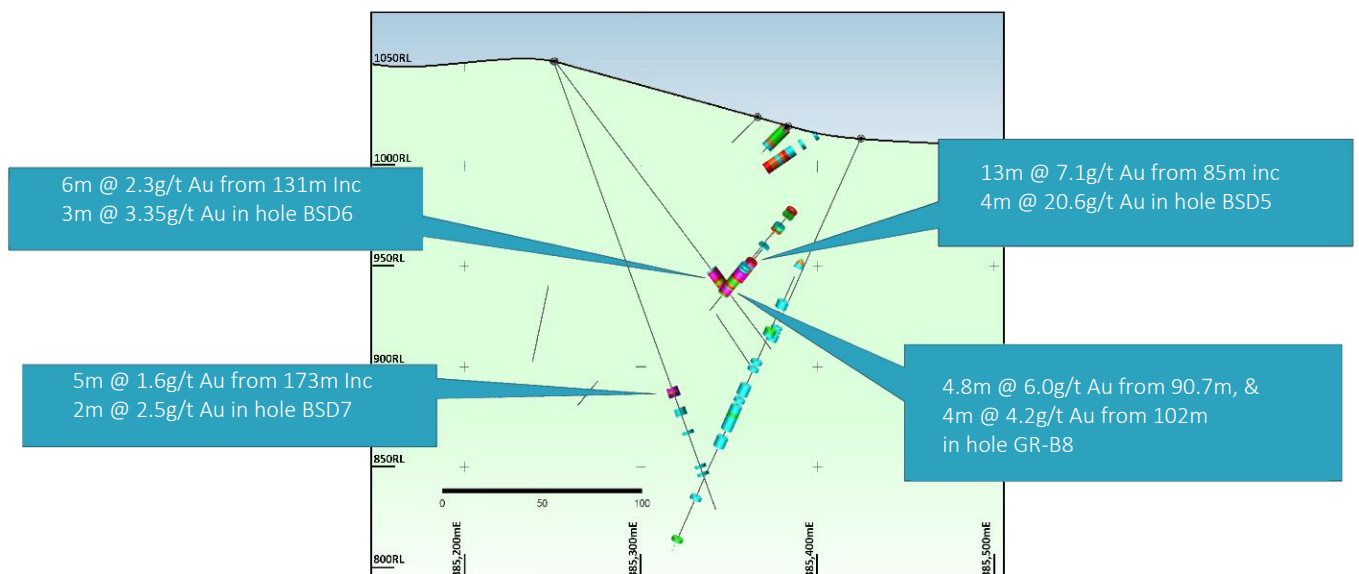 1050RL
1000RL
950RL
900RL
850RL
800RL
6m @ 2.3g/t Au from 131m Inc
3m @ 3.35g/t Au in hole BSD6
13m @ 7.1g/t Au from 85m inc
4m @ 20.6g/t Au in hole BSD5
5m @ 1.6g/t Au from 173m Inc
2m @ 2.5g/t Au in hole BSD7
4.8m @ 6.0g/t Au from 90.7m, &
4m @ 4.2g/t Au from 102m
in hole GR-B8
0 50 100
385,200mE
385,300mE
385,400mE
385,500mE